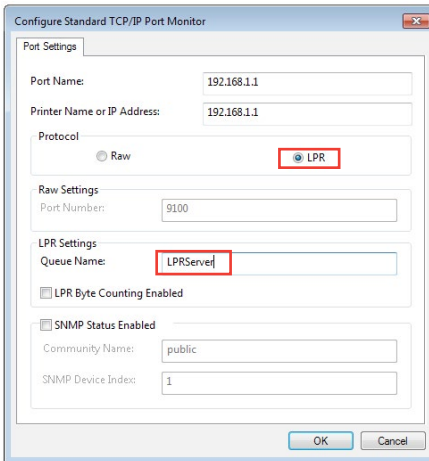 Configure Standard TCP/IP Port Monitor
Port Settings
Port Name: 192.168.1.1
Printer Name or IP Address: 192.168.1.1
Protocol
Raw LPR
Raw Settings
Port Number: 9100
LPR Settings
Queue Name: LPRServer
LPR Byte Counting Enabled
SNMP Status Enabled
Community Name: public
SNMP Device Index: 1
OK Cancel